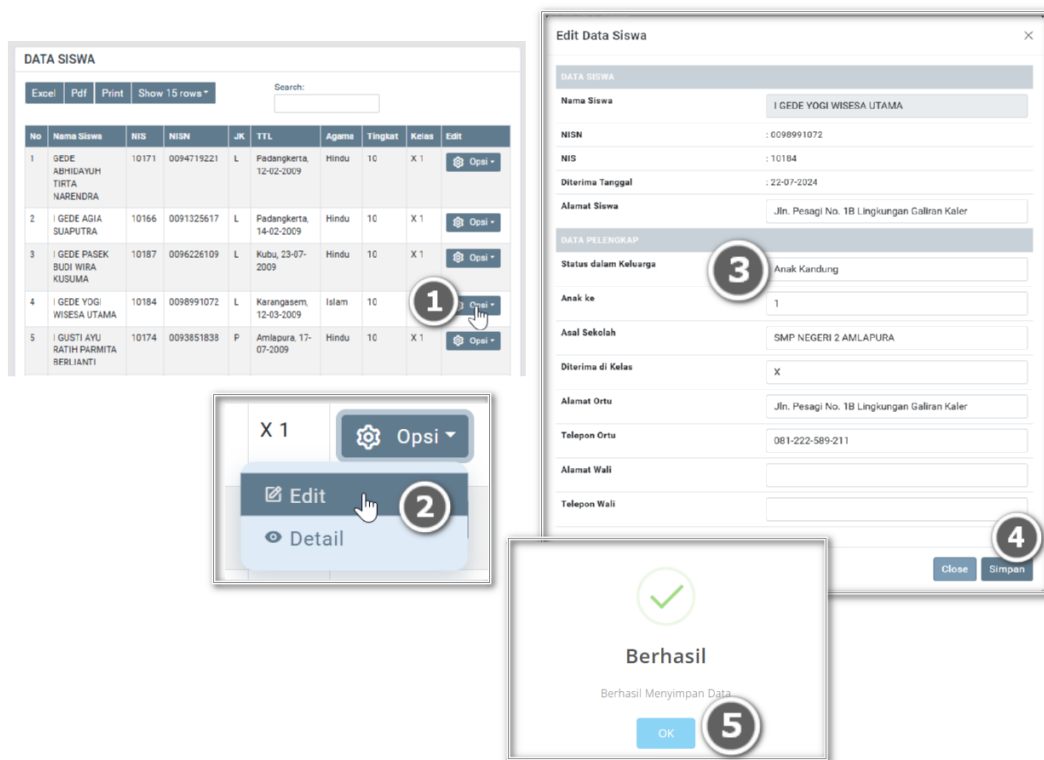 DATA SISWA
Excel Pdf Print Show 15 rows
Search:
No Nama Siswa NIS NISN JK TTL Agama Tingkat Kelas Edit
1 GEDE 10171 0094719221 L Padangkerta, Hindu 10 X 1 Opsi
ABHIDAYUH 12-02-2009
TIRTA
NARENDRA
2 I GEDE AGIA 10166 0091325617 L Padangkerta, Hindu 10 X 1 Opsi
SUAPUTRA 14-02-2009
3 I GEDE PASEK 10187 0096226109 L Kubu, 23-07- Hindu 10 X 1 Opsi
BUDI WIRA 2009
KUSUMA
4 I GEDE YOGI 10184 0098991072 L Karangasem, Islam 10 1 Opsi
WISESA UTAMA 12-03-2009
5 I GUSTI AYU 10174 0093851838 P Amlapura, 17- Hindu 10 X 1 Opsi
RATIH PARMITA 07-2009
BERLIANTI
X 1 Opsi
Edit 2
Detail
Edit Data Siswa ×
DATA SISWA
Nama Siswa I GEDE YOGI WISESA UTAMA
NISN : 0098991072
NIS : 10184
Diterima Tanggal : 22-07-2024
Alamat Siswa Jln. Pesagi No. 1B Lingkungan Galiran Kaler
DATA PELENGKAP
Status dalam Keluarga 3 Anak Kandung
Anak ke 1
Asal Sekolah SMP NEGERI 2 AMLAPURA
Diterima di Kelas X
Alamat Ortu Jln. Pesagi No. 1B Lingkungan Galiran Kaler
Telepon Ortu 081-222-589-211
Alamat Wali
Telepon Wali
4
Close Simpan
Berhasil
Berhasil Menyimpan Data
OK 5